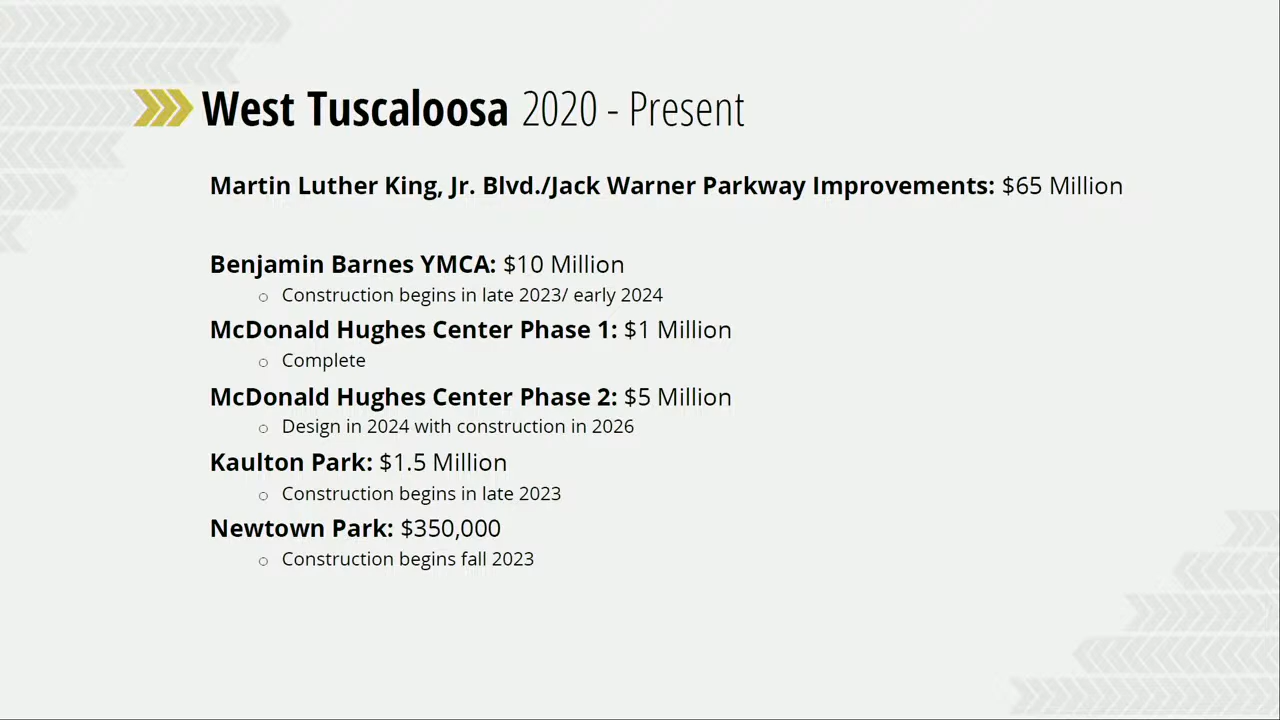 West Tuscaloosa 2020 - Present
Martin Luther King, Jr. Blvd./Jack Warner Parkway Improvements: $65 Million
Benjamin Barnes YMCA: $10 Million
○ Construction begins in late 2023/ early 2024
McDonald Hughes Center Phase 1: $1 Million
○ Complete
McDonald Hughes Center Phase 2: $5 Million
○ Design in 2024 with construction in 2026
Kaulton Park: $1.5 Million
○ Construction begins in late 2023
Newtown Park: $350,000
○ Construction begins fall 2023